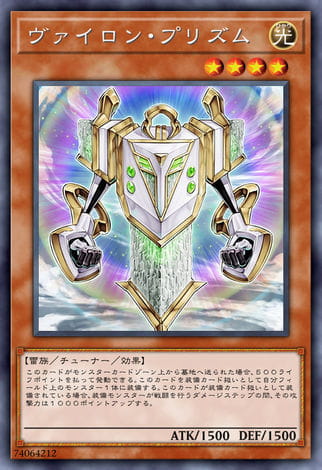 ヴァイロン・プリズム
光
【雷族／チューナー／効果】
このカードがモンスターカードゾーン上から墓地へ送られた場合、５００ライ
フポイントを払って発動できる。このカードを装備カード扱いとして自分フィ
ールド上のモンスター１体に装備する。このカードが装備カード扱いとして装
備されている場合、装備モンスターが戦闘を行うダメージステップの間、その攻
撃力は１０００ポイントアップする。
ATK/1500 DEF/1500
74064212